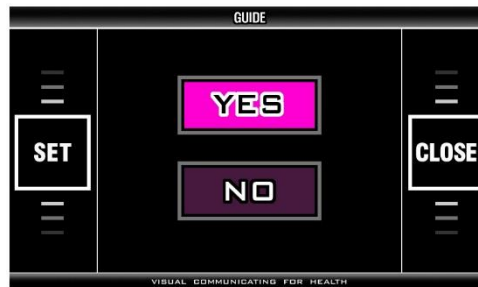 GUIDE
YES
SET
CLOSE
NO
VISUAL COMMUNICATING FOR HEALTH